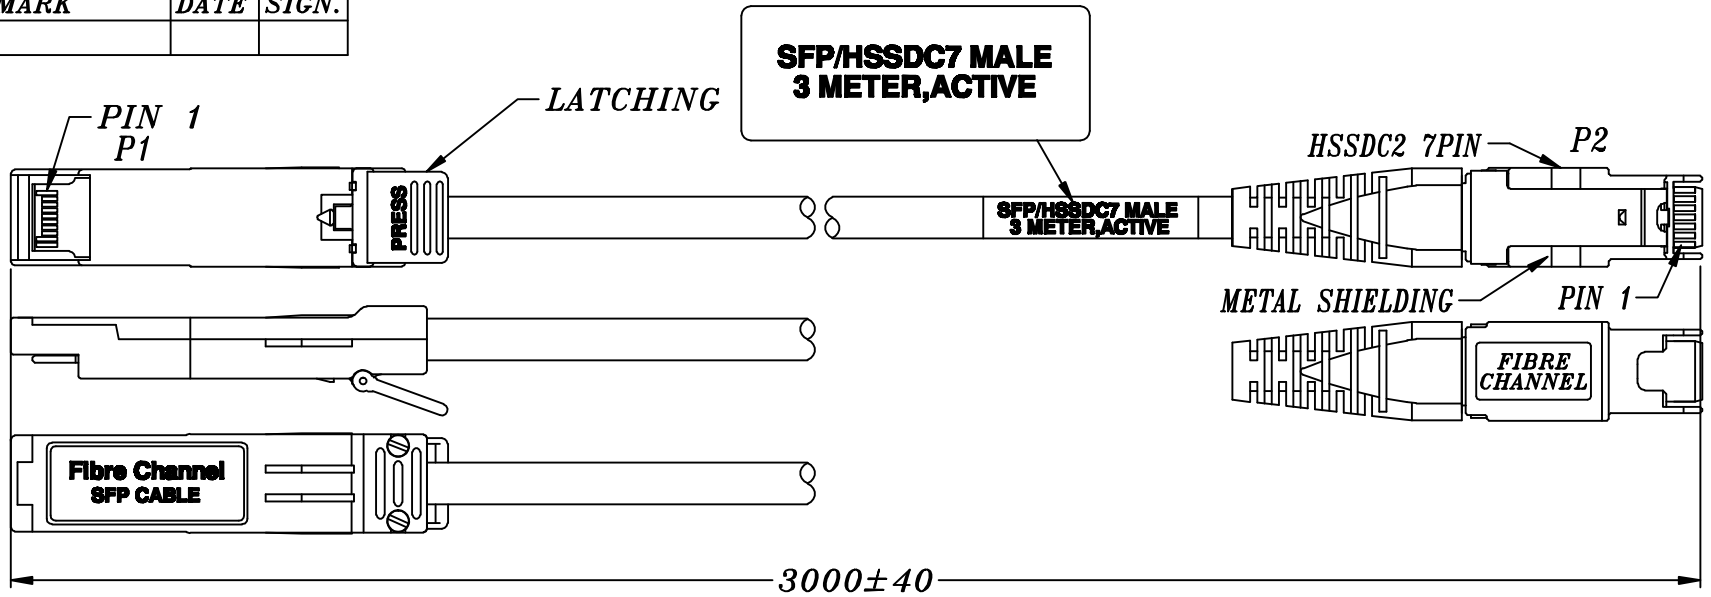 MARK DATE SIGN.
SFP/HSSDC7 MALE
3 METER,ACTIVE
LATCHING
PIN 1
P1
HSSDC2 7PIN
P2
PRESS
SFP/HSSDC7 MALE
3 METER,ACTIVE
METAL SHIELDING
PIN 1
FIBRE
CHANNEL
Fibre Channel
SFP CABLE
3000±40